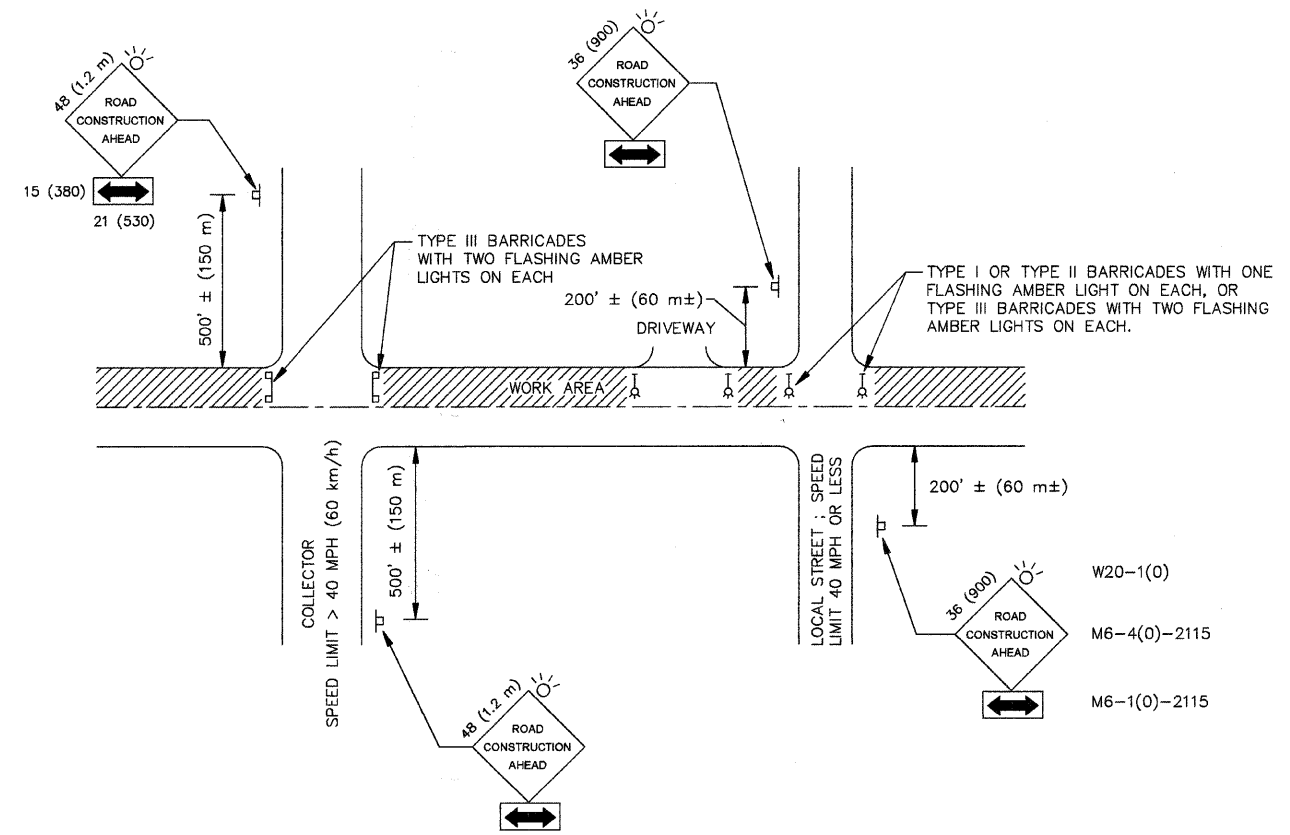 48 (1.2 m)
ROAD
CONSTRUCTION
AHEAD
15 (380)
21 (530)
500' ± (150 m)
36 (900)
ROAD
CONSTRUCTION
AHEAD
TYPE III BARRICADES
WITH TWO FLASHING AMBER
LIGHTS ON EACH
200' ± (60 m±)
DRIVEWAY
TYPE I OR TYPE II BARRICADES WITH ONE
FLASHING AMBER LIGHT ON EACH, OR
TYPE III BARRICADES WITH TWO FLASHING
AMBER LIGHTS ON EACH.
WORK AREA
COLLECTOR
SPEED LIMIT > 40 MPH (60 km/h)
500' ± (150 m)
LOCAL STREET ; SPEED
LIMIT 40 MPH OR LESS
200' ± (60 m±)
36 (900)
ROAD
CONSTRUCTION
AHEAD
W20-1(0)
M6-4(0)-2115
M6-1(0)-2115
48 (1.2 m)
ROAD
CONSTRUCTION
AHEAD